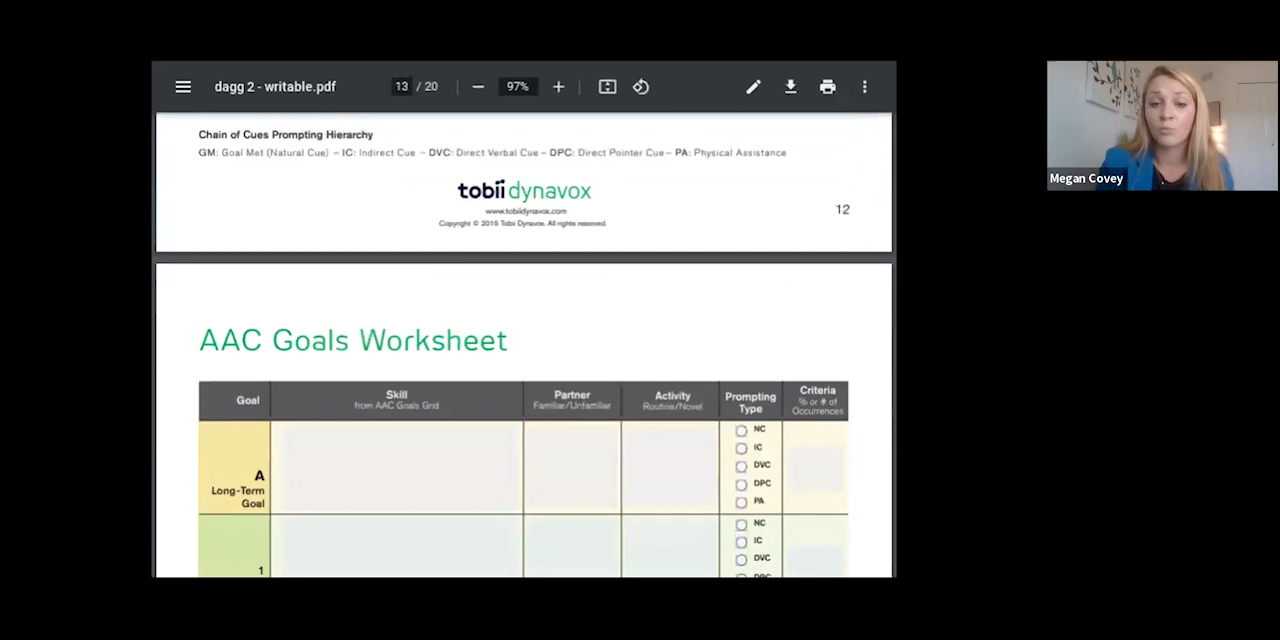 dagg 2 - writable.pdf
13 / 20
97%
Chain of Cues Prompting Hierarchy
GM: Goal Met (Natural Cue) – IC: Indirect Cue – DVC: Direct Verbal Cue – DPC: Direct Pointer Cue – PA: Physical Assistance
tobii dynavox
www.tobiidynavox.com
Copyright © 2015 Tobii Dynavox. All rights reserved.
12
AAC Goals Worksheet
Goal
Skill
from AAC Goals Grid
Partner
Familiar/Unfamiliar
Activity
Routine/Novel
Prompting
Type
Criteria
% or # of
Occurrences
A
Long-Term
Goal
NC
IC
DVC
DPC
PA
1
NC
IC
DVC
DPC
Megan Covey